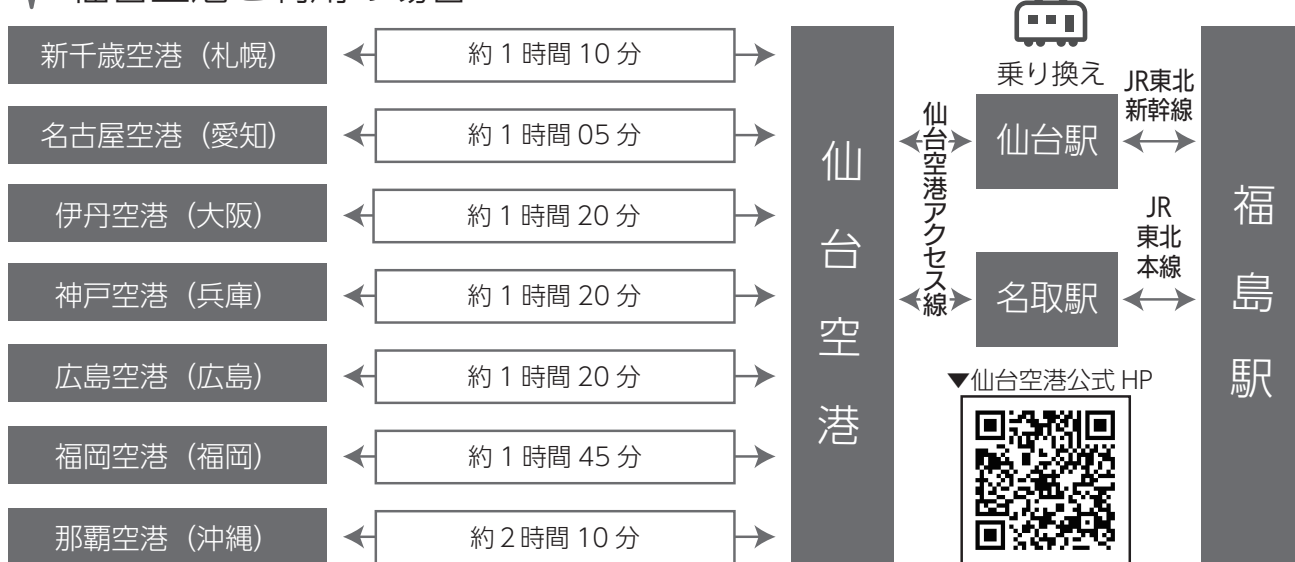 新千歳空港（札幌）
約 1 時間 10 分
名古屋空港（愛知）
約 1 時間 05 分
伊丹空港（大阪）
約 1 時間 20 分
神戸空港（兵庫）
約 1 時間 20 分
広島空港（広島）
約 1 時間 20 分
福岡空港（福岡）
約 1 時間 45 分
那覇空港（沖縄）
約 2 時間 10 分
仙台空港
仙台空港アクセス線
乗り換え
仙台駅
名取駅
JR東北
新幹線
JR
東北
本線
▼仙台空港公式 HP
福島駅